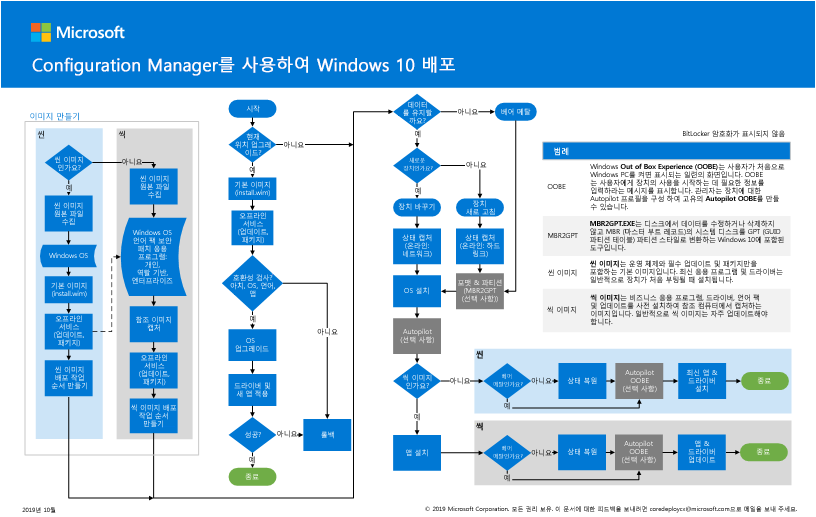 Microsoft
Configuration Manager를 사용하여 Windows 10 배포
이미지 만들기
씬
씬 이미지
인가요?
아니요
예
씬 이미지
원본 파일
수집
Windows OS
기본 이미지
(Install.wim)
오프라인
서비스
(업데이트,
패키지)
씬 이미지
배포 작업
순서 만들기
씩
씩 이미지
원본 파일
수집
Windows OS
언어 팩 보안
패치 응용
프로그램:
개인,
역할 기반,
엔터프라이즈
참조 이미지
캡처
오프라인
서비스
(업데이트,
패키지)
씩 이미지 배포
작업 순서
만들기
시작
현재
위치 업그레
이드?
아니요
예
기본 이미지
(install.wim)
오프라인
서비스
(업데이트,
패키지)
호환성 검사?
아치, OS, 언어,
앱
아니요
예
OS
업그레이드
드라이버 및
새 앱 적용
성공?
아니요
롤백
예
종료
데이터
를 유지할
까요?
아니요
베어 메탈
예
새로운
장치인가요?
아니요
예
장치 바꾸기
장치
새로 고침
상태 캡처
(온라인:
네트워크)
상태 캡처
(온라인: 하드
링크)
OS 설치
포맷 & 파티션
(MBR2GPT
(선택 사항))
Autopilot
(선택 사항)
씩 이미지
인가요?
아니요
예
앱 설치
씬
베어
메탈인가요?
아니요
예
상태 복원
Autopilot
OOBE
(선택 사항)
최신 앱 &
드라이버
설치
종료
씩
베어
메탈인가요?
아니요
예
상태 복원
Autopilot
OOBE
(선택 사항)
앱 &
드라이버
업데이트
종료
BitLocker 암호화가 표시되지 않음
범례
OOBE
Windows Out of Box Experience (OOBE)는 사용자가 처음으로
Windows PC를 켜면 표시되는 일련의 화면입니다. OOBE
는 사용자에게 장치의 사용을 시작하는 데 필요한 정보를
입력하라는 메시지를 표시합니다. 관리자는 장치에 대한
Autopilot 프로필을 구성 하여 고유의 Autopilot OOBE를 만들
수 있습니다.
MBR2GPT
MBR2GPT.EXE는 디스크에서 데이터를 수정하거나 삭제하지
않고 MBR (마스터 부트 레코드)의 시스템 디스크를 GPT (GUID
파티션 테이블) 파티션 스타일로 변환하는 Windows 10에 포함된
도구입니다.
씬 이미지
씬 이미지는 운영 체제와 필수 업데이트 및 패키지만을
포함하는 기본 이미지입니다. 최신 응용 프로그램 및 드라이버는
일반적으로 장치가 처음 부팅될 때 설치됩니다.
씩 이미지
씩 이미지는 비즈니스 응용 프로그램, 드라이버, 언어 팩
및 업데이트를 사전 설치하여 참조 컴퓨터에서 캡처하는
이미지입니다. 일반적으로 씩 이미지는 자주 업데이트해야
합니다.
2019년 10월
© 2019 Microsoft Corporation. 모든 권리 보유. 이 문서에 대한 피드백을 보내려면 coredeploycx@microsoft.com으로 메일을 보내 주세요.